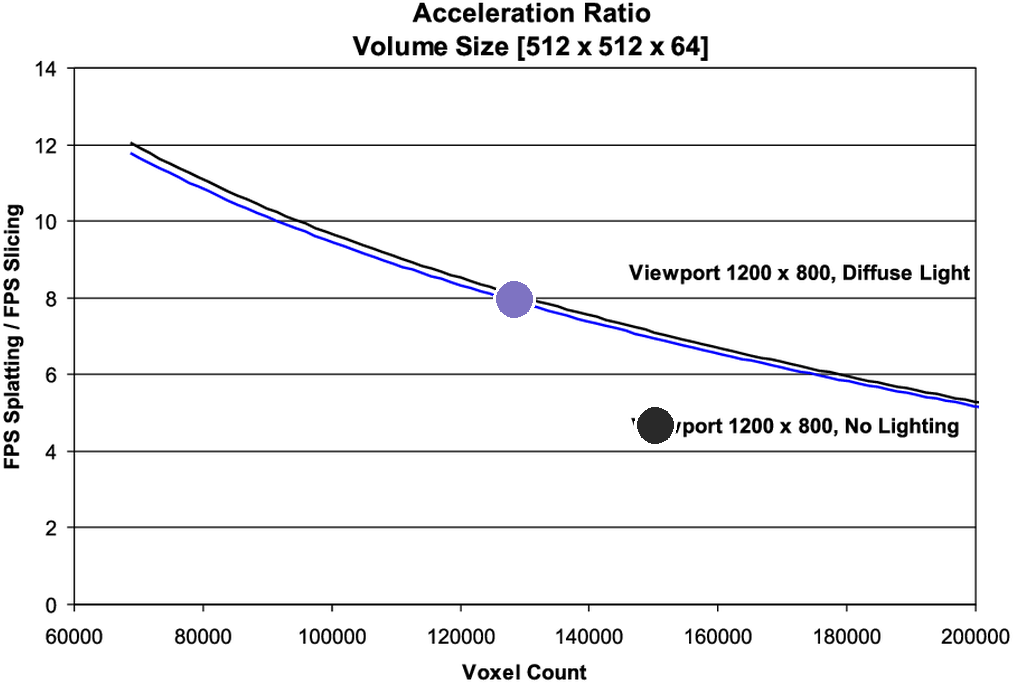 Acceleration Ratio
Volume Size [512 x 512 x 64]
FPS Splatting / FPS Slicing
14
12
10
8
6
4
2
0
Viewport 1200 x 800, Diffuse Light
1200 x 800, No Lighting
60000 80000 100000 120000 140000 160000 180000 200000
Voxel Count